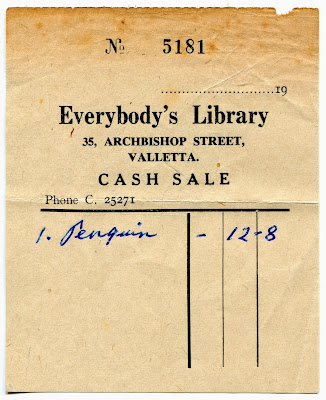 № 5181
..............................19
Everybody's Library
35, ARCHBISHOP STREET,
VALLETTA.
CASH SALE
Phone C. 25271
1. Penguin - 12-8